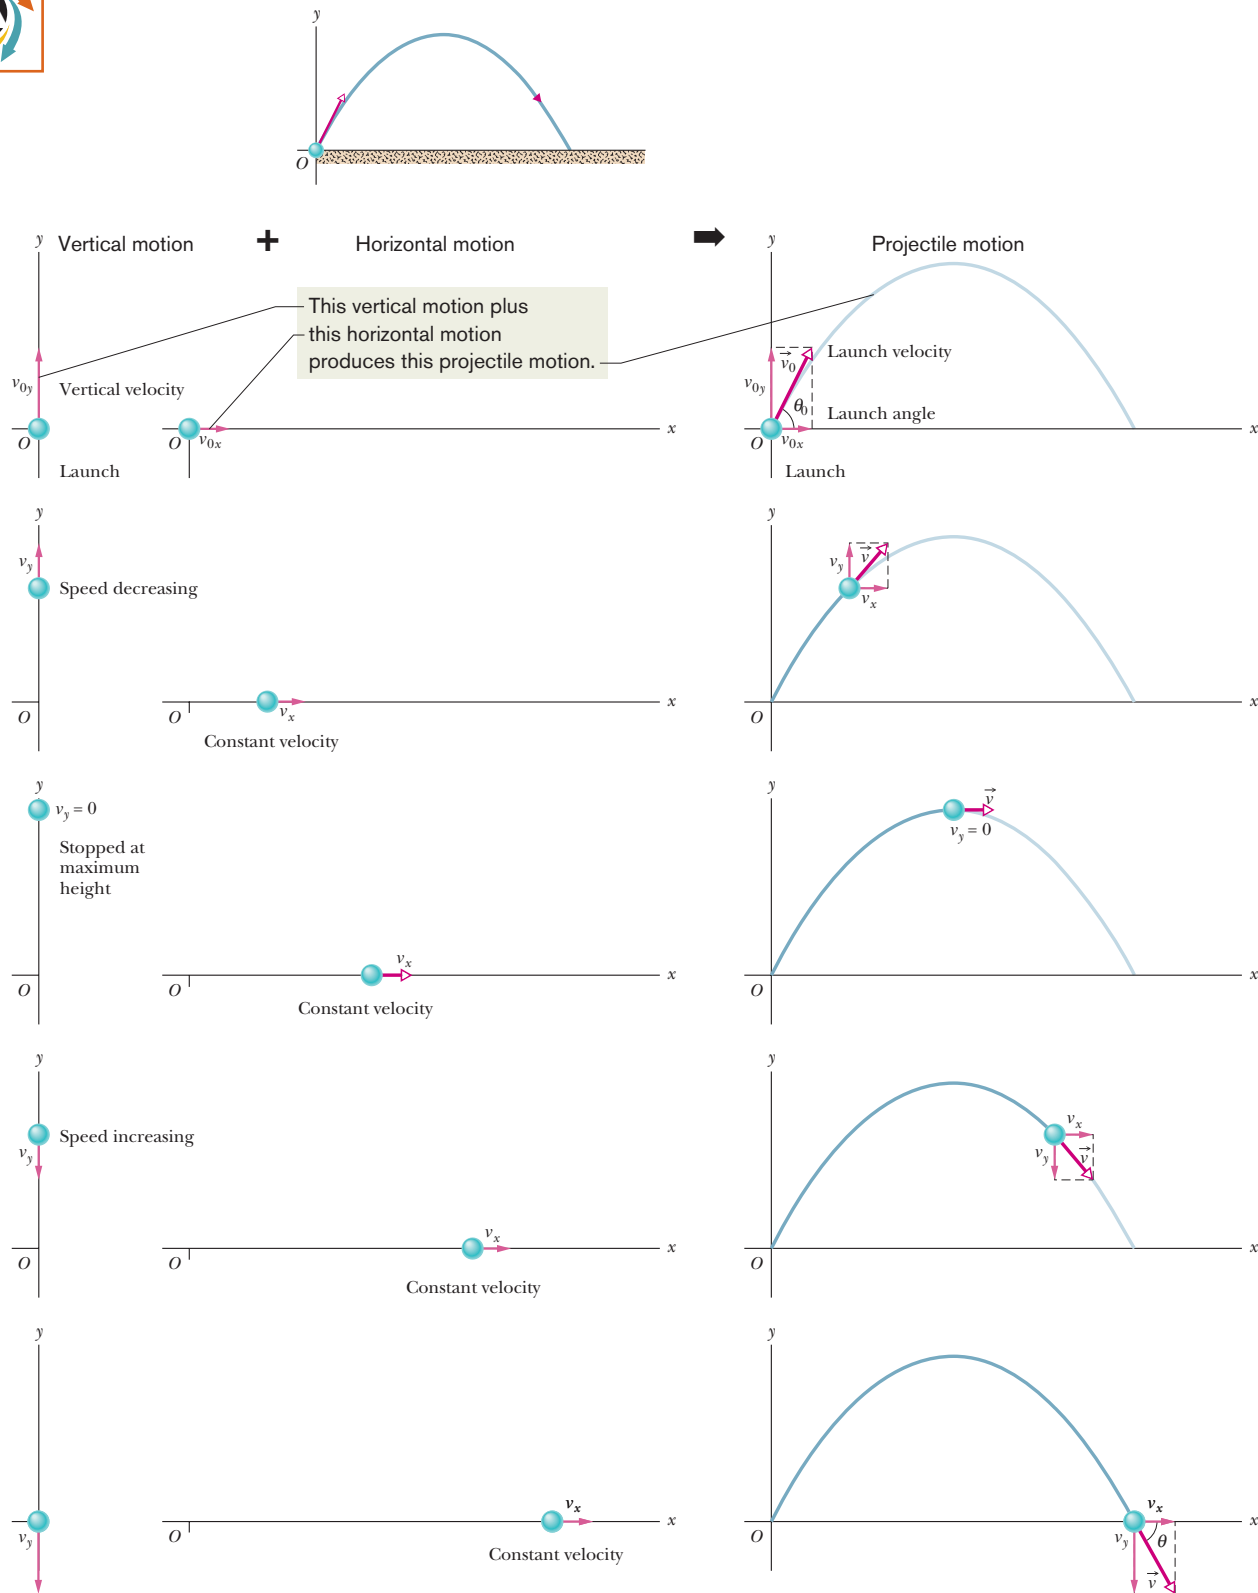 y
O
y Vertical motion + Horizontal motion y Projectile motion
This vertical motion plus
this horizontal motion
produces this projectile motion.
v0y
Vertical velocity
O
Launch
O
v0x
x
v⃗0
Launch velocity
v0y
θ0
Launch angle
O
v0x
x
Launch
y
vy
Speed decreasing
O
O
vx
x
Constant velocity
y
vy
v⃗
vx
O
x
y
vy = 0
Stopped at
maximum
height
O
vx
O
x
Constant velocity
y
v⃗
vy = 0
O
x
y
Speed increasing
vy
O
vx
O
x
Constant velocity
y
vx
vy
v⃗
O
x
y
vy
vx
O
x
Constant velocity
y
vx
O
vy
θ
x
v⃗